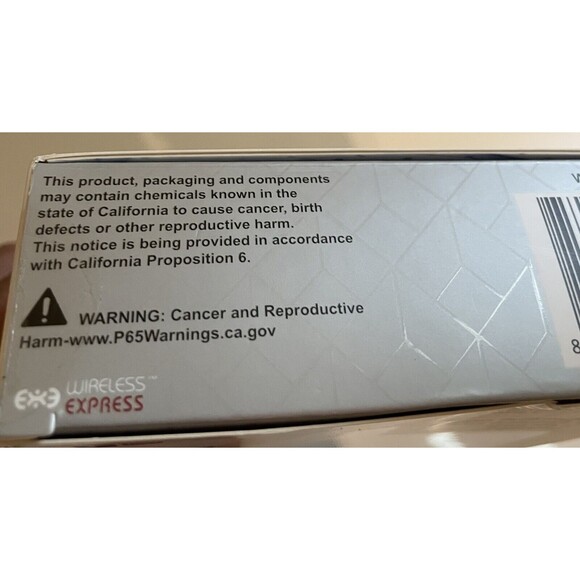 This product, packaging and components
may contain chemicals known in the
state of California to cause cancer, birth
defects or other reproductive harm.
This notice is being provided in accordance
with California Proposition 6.
WARNING: Cancer and Reproductive
Harm-www.P65Warnings.ca.gov
WIRELESS™
EXPRESS
8